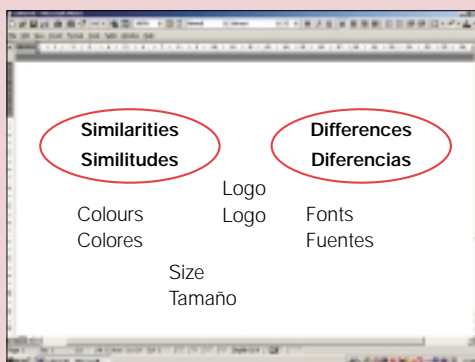 Similarities
Similitudes
Differences
Diferencias
Logo
Logo
Colours
Colores
Fonts
Fuentes
Size
Tamaño